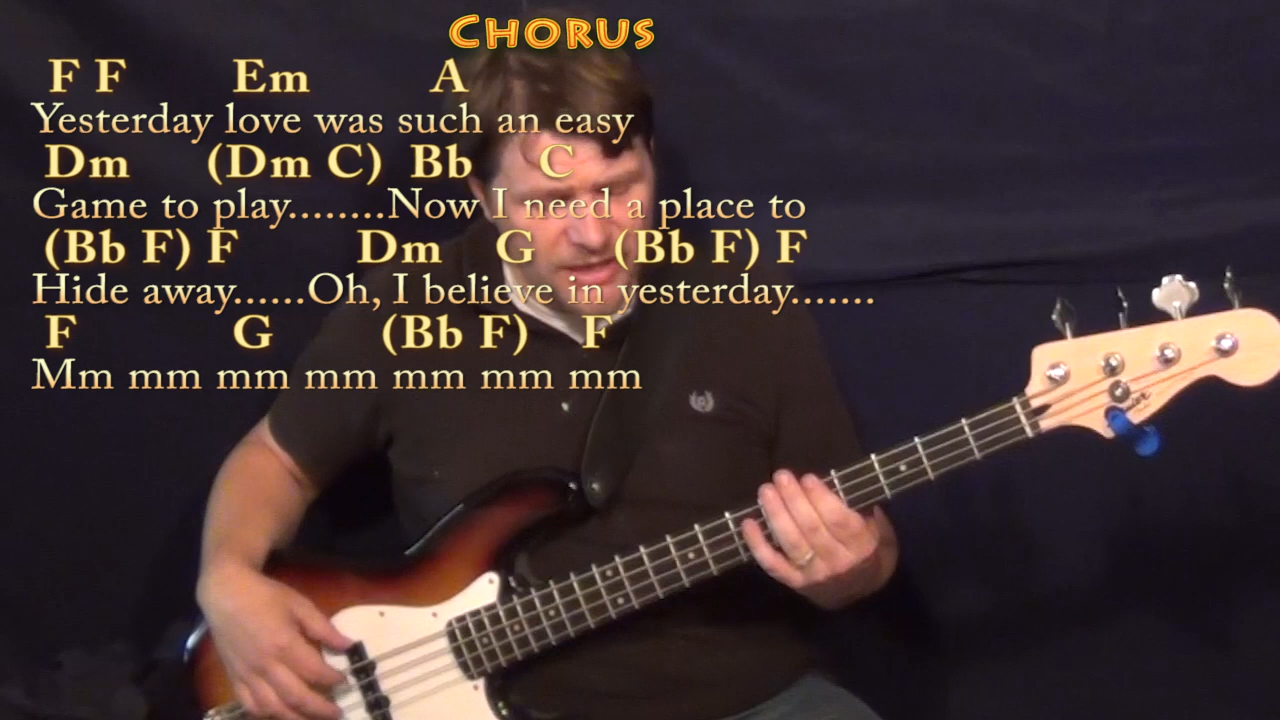 CHORUS
F F Em A
Yesterday love was such an easy
Dm (Dm C) Bb C
Game to play........Now I need a place to
(Bb F) F Dm G (Bb F) F
Hide away......Oh, I believe in yesterday.......
F G (Bb F) F
Mm mm mm mm mm mm mm